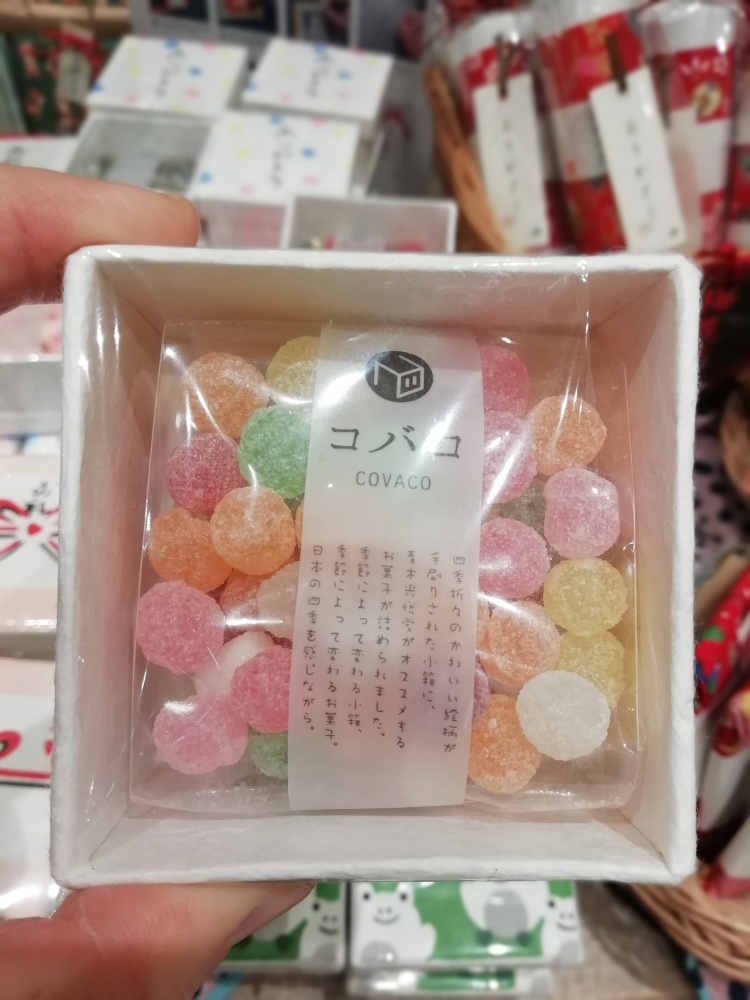 コバコ
COVACO
四季折々のかわいい絵柄が
手刷りされた小箱に、
青木光悦堂がオススメする
お菓子が詰められました。
季節によって変わる小箱、
季節によって変わるお菓子。
日本の四季を感じながら。